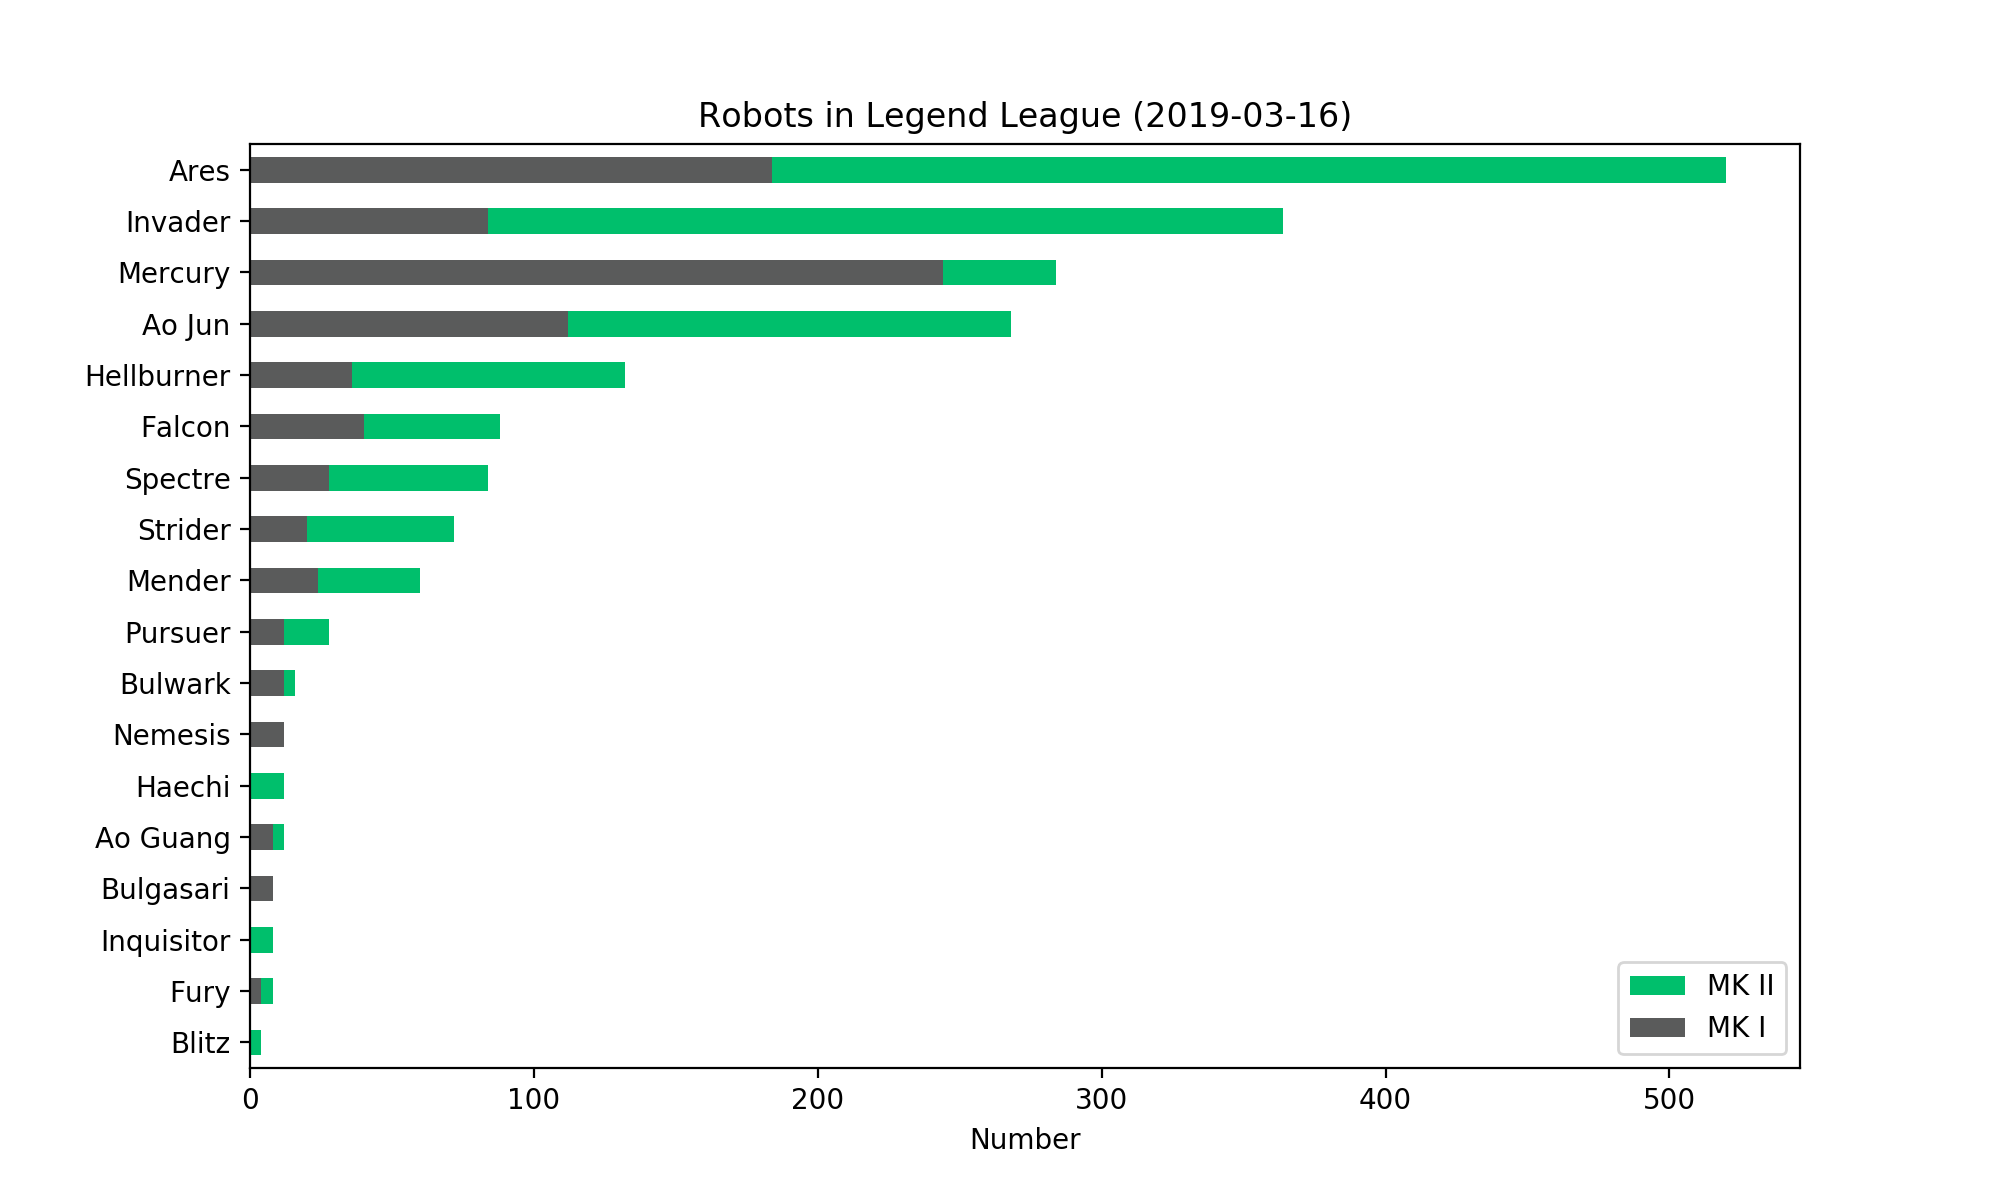 Robots in Legend League (2019-03-16)
Ares
Invader
Mercury
Ao Jun
Hellburner
Falcon
Spectre
Strider
Mender
Pursuer
Bulwark
Nemesis
Haechi
Ao Guang
Bulgasari
Inquisitor
Fury
Blitz
MK II
MK I
0 100 200 300 400 500
Number